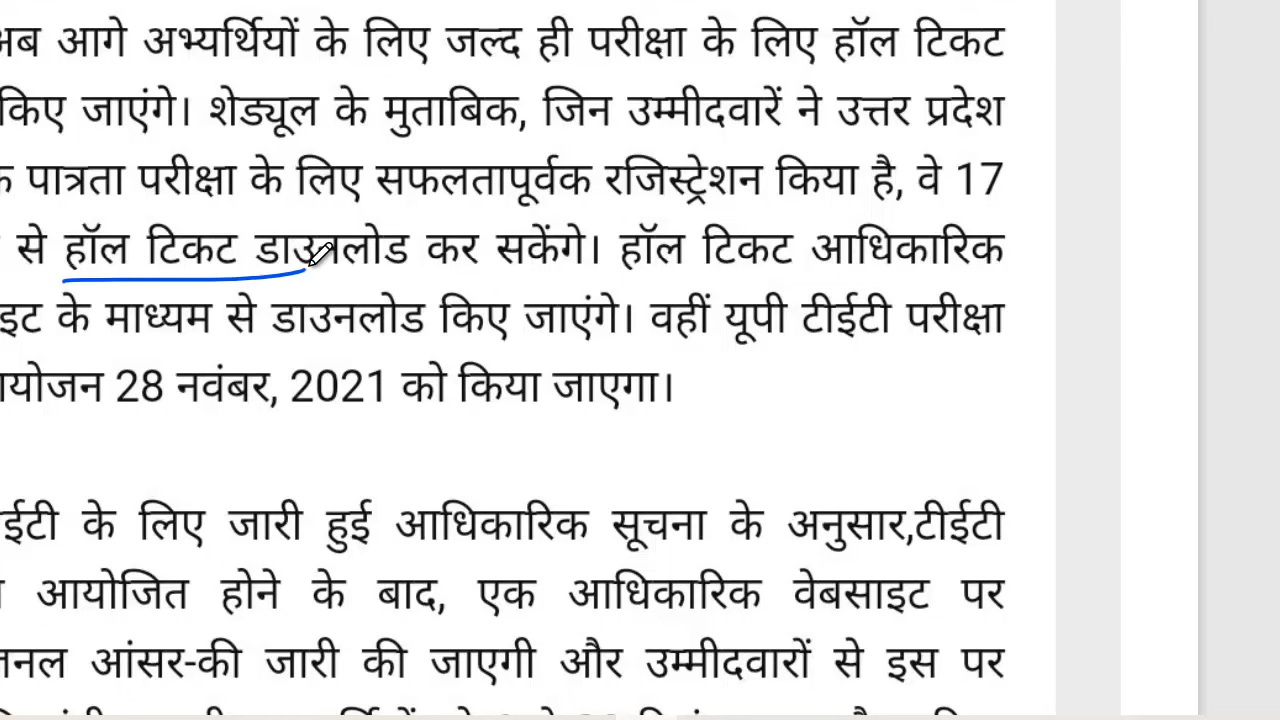 अब आगे अभ्यर्थियों के लिए जल्द ही परीक्षा के लिए हॉल टिकट
किए जाएंगे। शेड्यूल के मुताबिक, जिन उम्मीदवारें ने उत्तर प्रदेश
पात्रता परीक्षा के लिए सफलतापूर्वक रजिस्ट्रेशन किया है, वे 17
से हॉल टिकट डाउनलोड कर सकेंगे। हॉल टिकट आधिकारिक
इट के माध्यम से डाउनलोड किए जाएंगे। वहीं यूपी टीईटी परीक्षा
योजन 28 नवंबर, 2021 को किया जाएगा।
ईटी के लिए जारी हुई आधिकारिक सूचना के अनुसार,टीईटी
आयोजित होने के बाद, एक आधिकारिक वेबसाइट पर
जनल आंसर-की जारी की जाएगी और उम्मीदवारों से इस पर